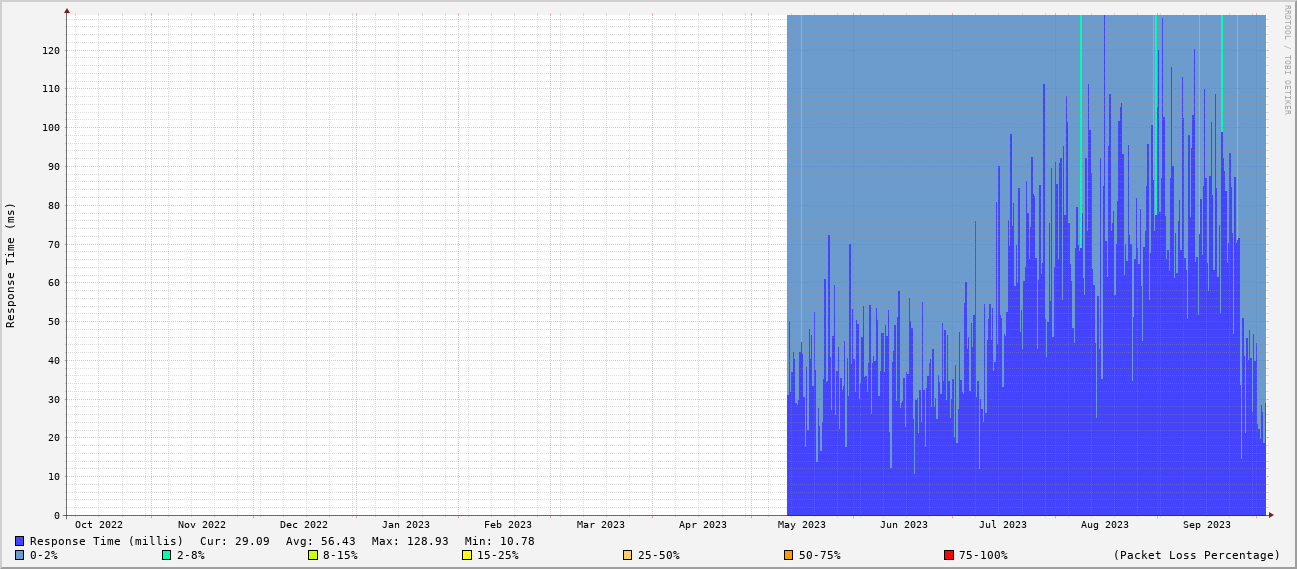 RRDTOOL / TOBI OETIKER
Response Time (ms)
120
110
100
90
80
70
60
50
40
30
20
10
0
Oct 2022 Nov 2022 Dec 2022 Jan 2023 Feb 2023 Mar 2023 Apr 2023 May 2023 Jun 2023 Jul 2023 Aug 2023 Sep 2023
Response Time (millis) Cur: 29.09 Avg: 56.43 Max: 128.93 Min: 10.78
0-2% 2-8% 8-15% 15-25% 25-50% 50-75% 75-100% (Packet Loss Percentage)